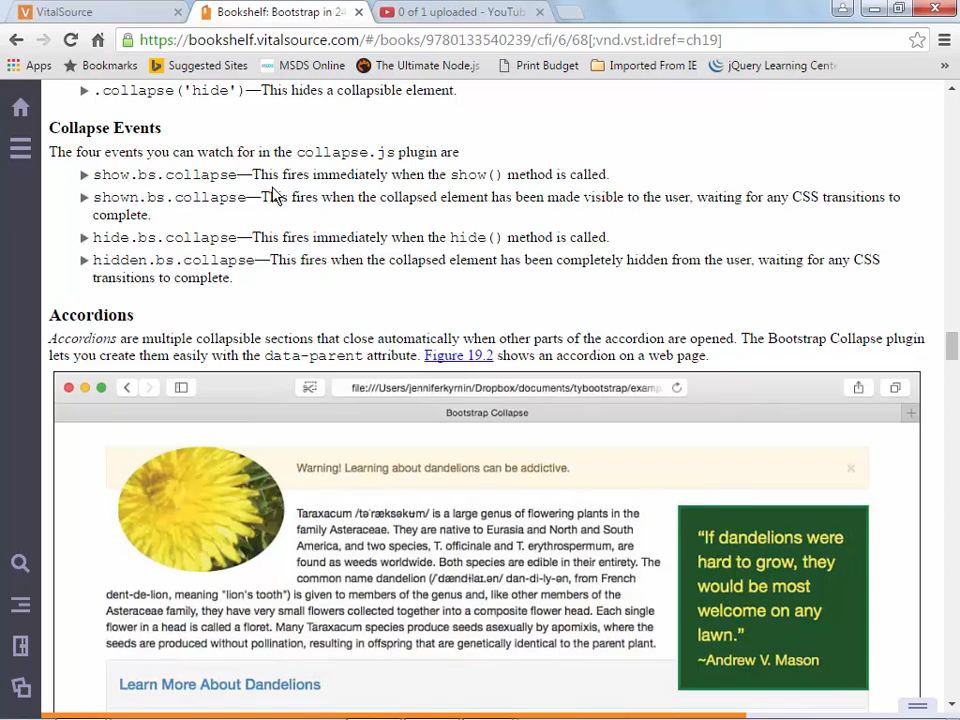 VitalSource
Bookshelf: Bootstrap in 24
0 of 1 uploaded - YouTub
https://bookshelf.vitalsource.com/#/books/9780133540239/cfi/6/68[;vnd.vst.idref=ch19]
Apps Bookmarks Suggested Sites MSDS Online The Ultimate Node.js Print Budget Imported From IE jQuery Learning Cente »
.collapse('hide')—This hides a collapsible element.
Collapse Events
The four events you can watch for in the collapse.js plugin are
show.bs.collapse—This fires immediately when the show() method is called.
shown.bs.collapse—This fires when the collapsed element has been made visible to the user, waiting for any CSS transitions to
complete.
hide.bs.collapse—This fires immediately when the hide() method is called.
hidden.bs.collapse—This fires when the collapsed element has been completely hidden from the user, waiting for any CSS
transitions to complete.
Accordions
Accordions are multiple collapsible sections that close automatically when other parts of the accordion are opened. The Bootstrap Collapse plugin
lets you create them easily with the data-parent attribute. Figure 19.2 shows an accordion on a web page.
file:///Users/jenniferkyrnin/Dropbox/documents/tybootstrap/examp
Bootstrap Collapse
Warning! Learning about dandelions can be addictive.
Taraxacum /təˈræksəkʊm/ is a large genus of flowering plants in the
family Asteraceae. They are native to Eurasia and North and South
America, and two species, T. officinale and T. erythrospermum, are
found as weeds worldwide. Both species are edible in their entirety. The
common name dandelion (/ˈdændɨlaɪ.ən/ dan-di-ly-ən, from French
dent-de-lion, meaning "lion's tooth") is given to members of the genus and, like other members of the
Asteraceae family, they have very small flowers collected together into a composite flower head. Each single
flower in a head is called a floret. Many Taraxacum species produce seeds asexually by apomixis, where the
seeds are produced without pollination, resulting in offspring that are genetically identical to the parent plant.
“If dandelions were
hard to grow, they
would be most
welcome on any
lawn.”
~Andrew V. Mason
Learn More About Dandelions